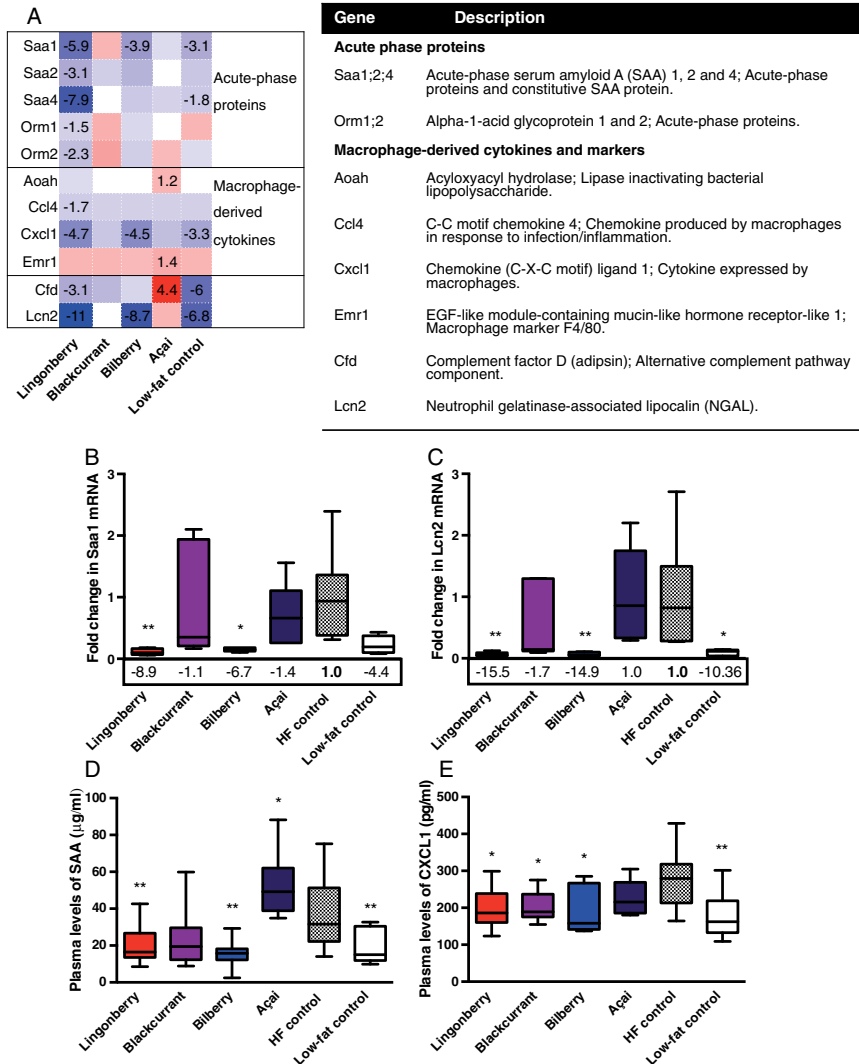 A
Saa1 -5.9 -3.9 -3.1
Saa2 -3.1
Saa4 -7.9 -1.8
Orm1 -1.5
Orm2 -2.3
Acute-phase
proteins
Aoah 1.2
Ccl4 -1.7
Cxcl1 -4.7 -4.5 -3.3
Emr1 1.4
Macrophage-
derived
cytokines
Cfd -3.1 4.4 -6
Lcn2 -11 -8.7 -6.8
Lingonberry
Blackcurrant
Bilberry
Açai
Low-fat control
Gene Description
Acute phase proteins
Saa1;2;4 Acute-phase serum amyloid A (SAA) 1, 2 and 4; Acute-phase
proteins and constitutive SAA protein.
Orm1;2 Alpha-1-acid glycoprotein 1 and 2; Acute-phase proteins.
Macrophage-derived cytokines and markers
Aoah Acyloxyacyl hydrolase; Lipase inactivating bacterial
lipopolysaccharide.
Ccl4 C-C motif chemokine 4; Chemokine produced by macrophages
in response to infection/inflammation.
Cxcl1 Chemokine (C-X-C motif) ligand 1; Cytokine expressed by
macrophages.
Emr1 EGF-like module-containing mucin-like hormone receptor-like 1;
Macrophage marker F4/80.
Cfd Complement factor D (adipsin); Alternative complement pathway
component.
Lcn2 Neutrophil gelatinase-associated lipocalin (NGAL).
B
Fold change in Saa1 mRNA
3
2
1
0
** *
-8.9 -1.1 -6.7 -1.4 1.0 -4.4
Lingonberry
Blackcurrant
Bilberry
Açai
HF control
Low-fat control
C
Fold change in Lcn2 mRNA
3
2
1
0
** ** *
-15.5 -1.7 -14.9 1.0 1.0 -10.36
Lingonberry
Blackcurrant
Bilberry
Açai
HF control
Low-fat control
D
Plasma levels of SAA (µg/ml)
100
80
60
40
20
0
** ** * **
Lingonberry
Blackcurrant
Bilberry
Açai
HF control
Low-fat control
E
Plasma levels of CXCL1 (pg/ml)
500
400
300
200
100
0
* * * **
Lingonberry
Blackcurrant
Bilberry
Açai
HF control
Low-fat control